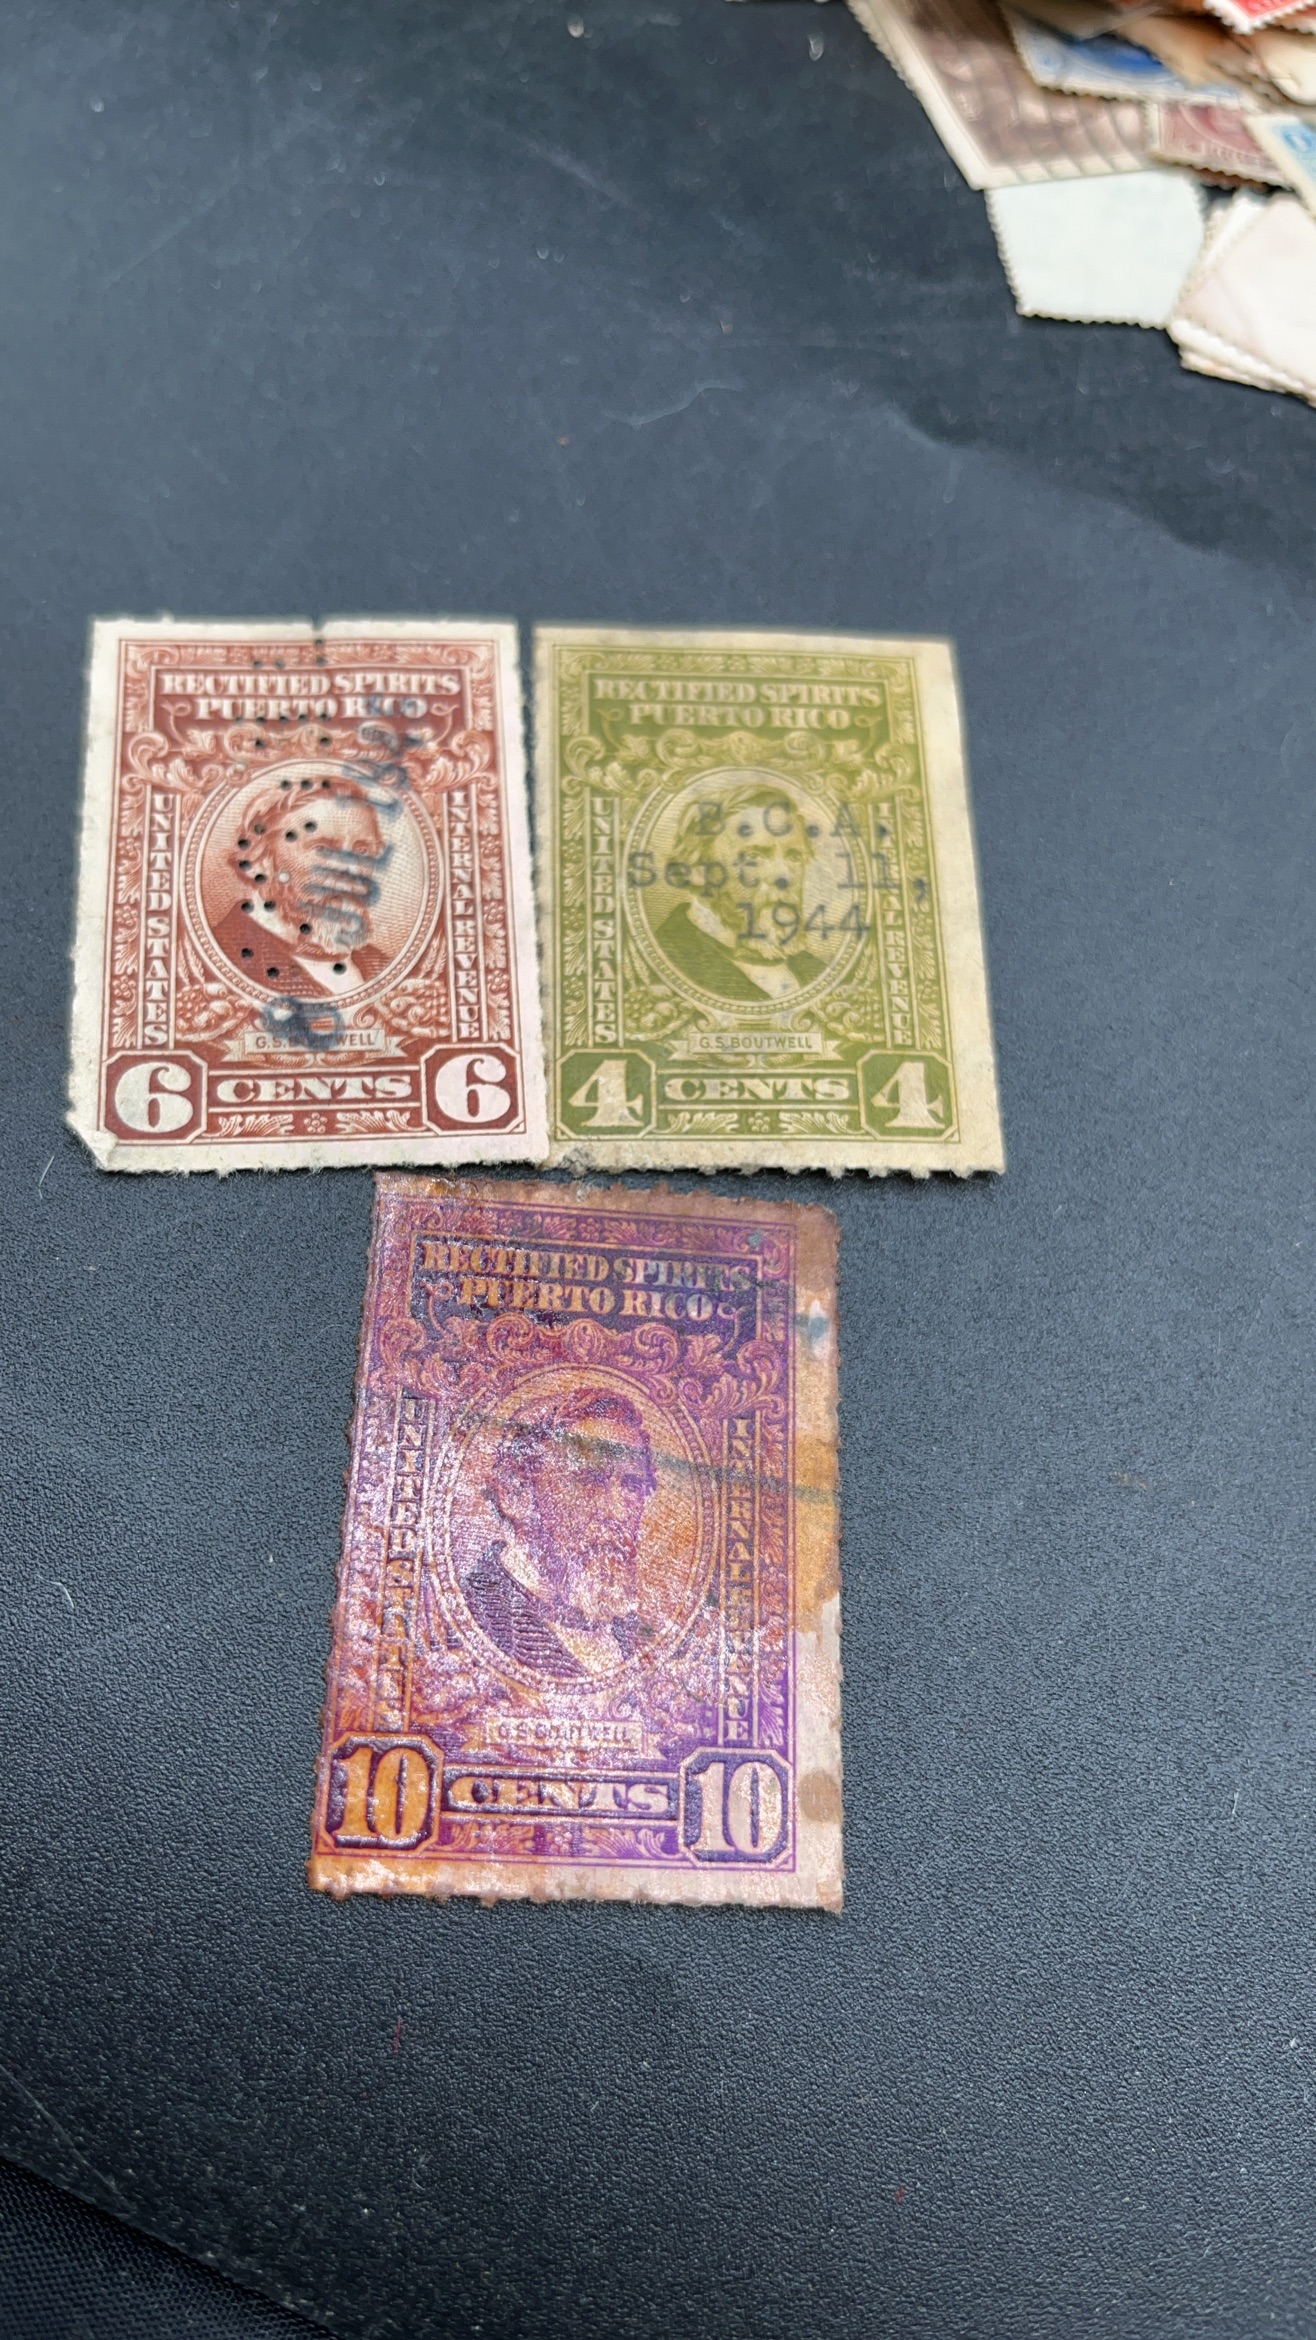 RECTIFIED SPIRITS
PUERTO RICO
UNITED STATES
INTERNAL REVENUE
JUL
G.S. BOUTWELL
6 CENTS 6
RECTIFIED SPIRITS
PUERTO RICO
UNITED STATES
INTERNAL REVENUE
E.C.A.
Sept. 11,
1944
G.S. BOUTWELL
4 CENTS 4
RECTIFIED SPIRITS
PUERTO RICO
UNITED STATES
INTERNAL REVENUE
G.S. BOUTWELL
10 CENTS 10